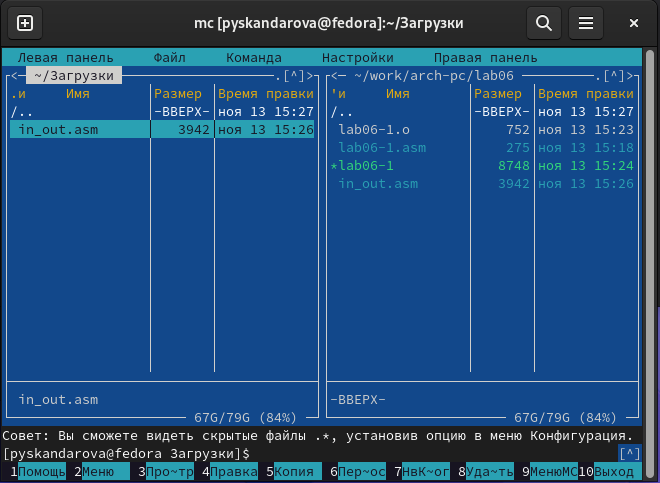 mc [pyskandarova@fedora]:~/Загрузки
Левая панель Файл Команда Настройки Правая панель
<— ~/Загрузки .[^]> <— ~/work/arch-pc/lab06 .[^]>
.и Имя Размер Время правки 'и Имя Размер Время правки
/.. -ВВЕРХ- ноя 13 15:27 /.. -ВВЕРХ- ноя 13 15:27
in_out.asm 3942 ноя 13 15:26 lab06-1.o 752 ноя 13 15:23
lab06-1.asm 275 ноя 13 15:18
*lab06-1 8748 ноя 13 15:24
in_out.asm 3942 ноя 13 15:26
in_out.asm -ВВЕРХ-
67G/79G (84%) 67G/79G (84%)
Совет: Вы сможете видеть скрытые файлы .*, установив опцию в меню Конфигурация.
[pyskandarova@fedora Загрузки]$ [^]
1Помощь 2Меню 3Про~тр 4Правка 5Копия 6Пер~ос 7НвК~ог 8Уда~ть 9МенюМС 10Выход